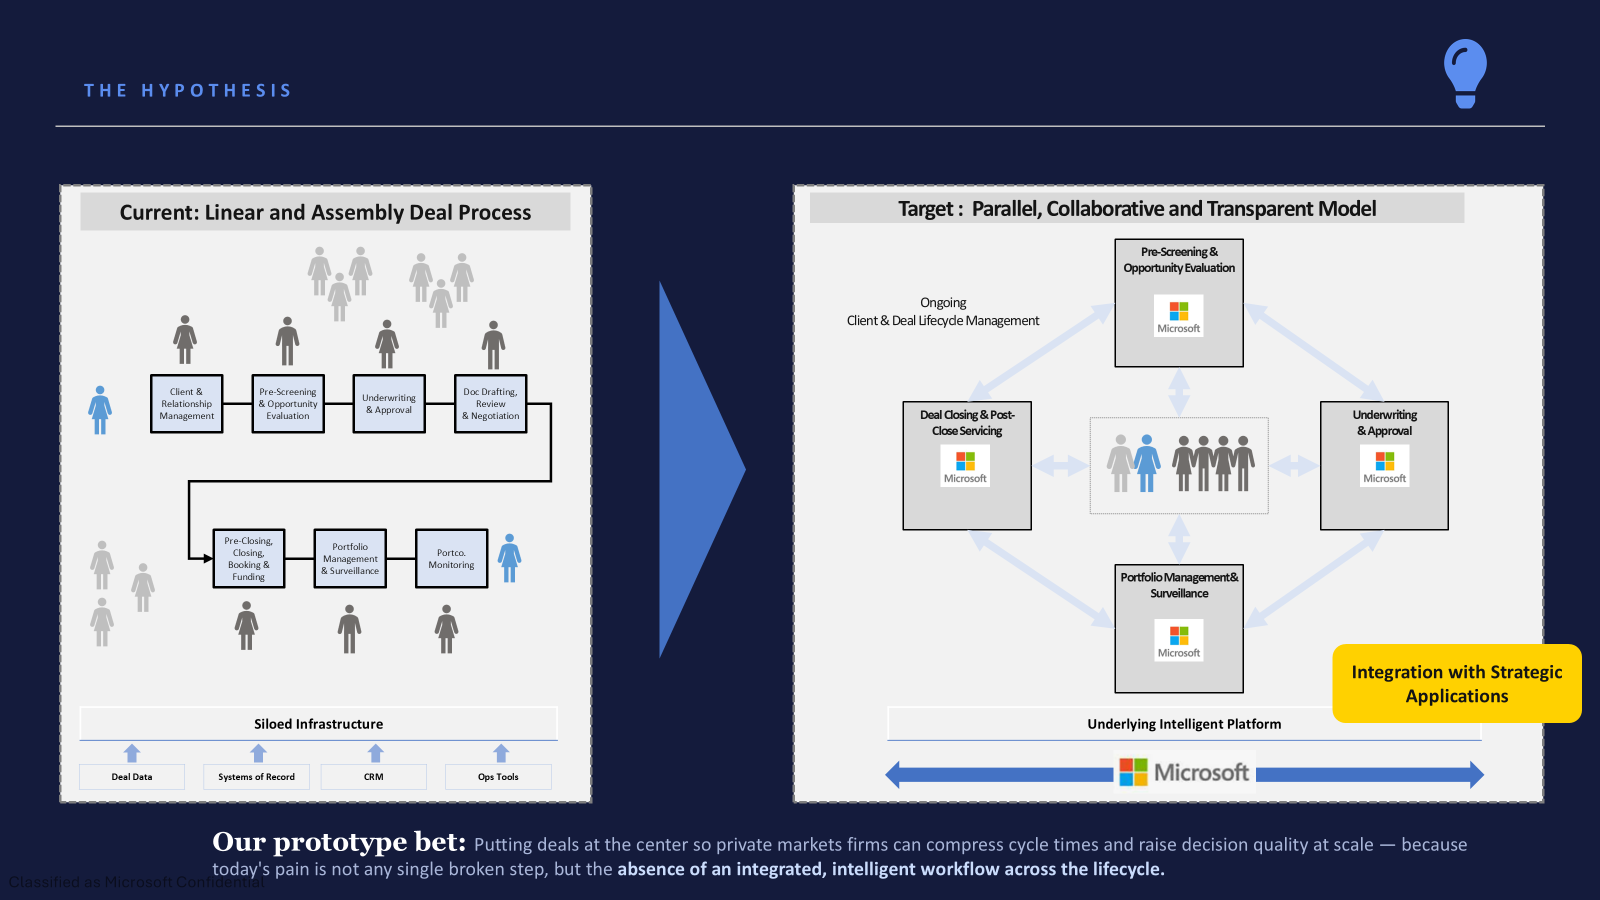 THE HYPOTHESIS
Current: Linear and Assembly Deal Process
Client &
Relationship
Management
Pre-Screening
& Opportunity
Evaluation
Underwriting
& Approval
Doc Drafting,
Review
& Negotiation
Pre-Closing,
Closing,
Booking &
Funding
Portfolio
Management
& Surveillance
Portco.
Monitoring
Siloed Infrastructure
Deal Data
Systems of Record
CRM
Ops Tools
Target : Parallel, Collaborative and Transparent Model
Ongoing
Client & Deal Lifecycle Management
Pre-Screening &
Opportunity Evaluation
Microsoft
Deal Closing & Post-
Close Servicing
Microsoft
Underwriting
& Approval
Microsoft
Portfolio Management&
Surveillance
Microsoft
Integration with Strategic
Applications
Underlying Intelligent Platform
Microsoft
Our prototype bet: Putting deals at the center so private markets firms can compress cycle times and raise decision quality at scale — because
today's pain is not any single broken step, but the absence of an integrated, intelligent workflow across the lifecycle.
Classified as Microsoft Confidential